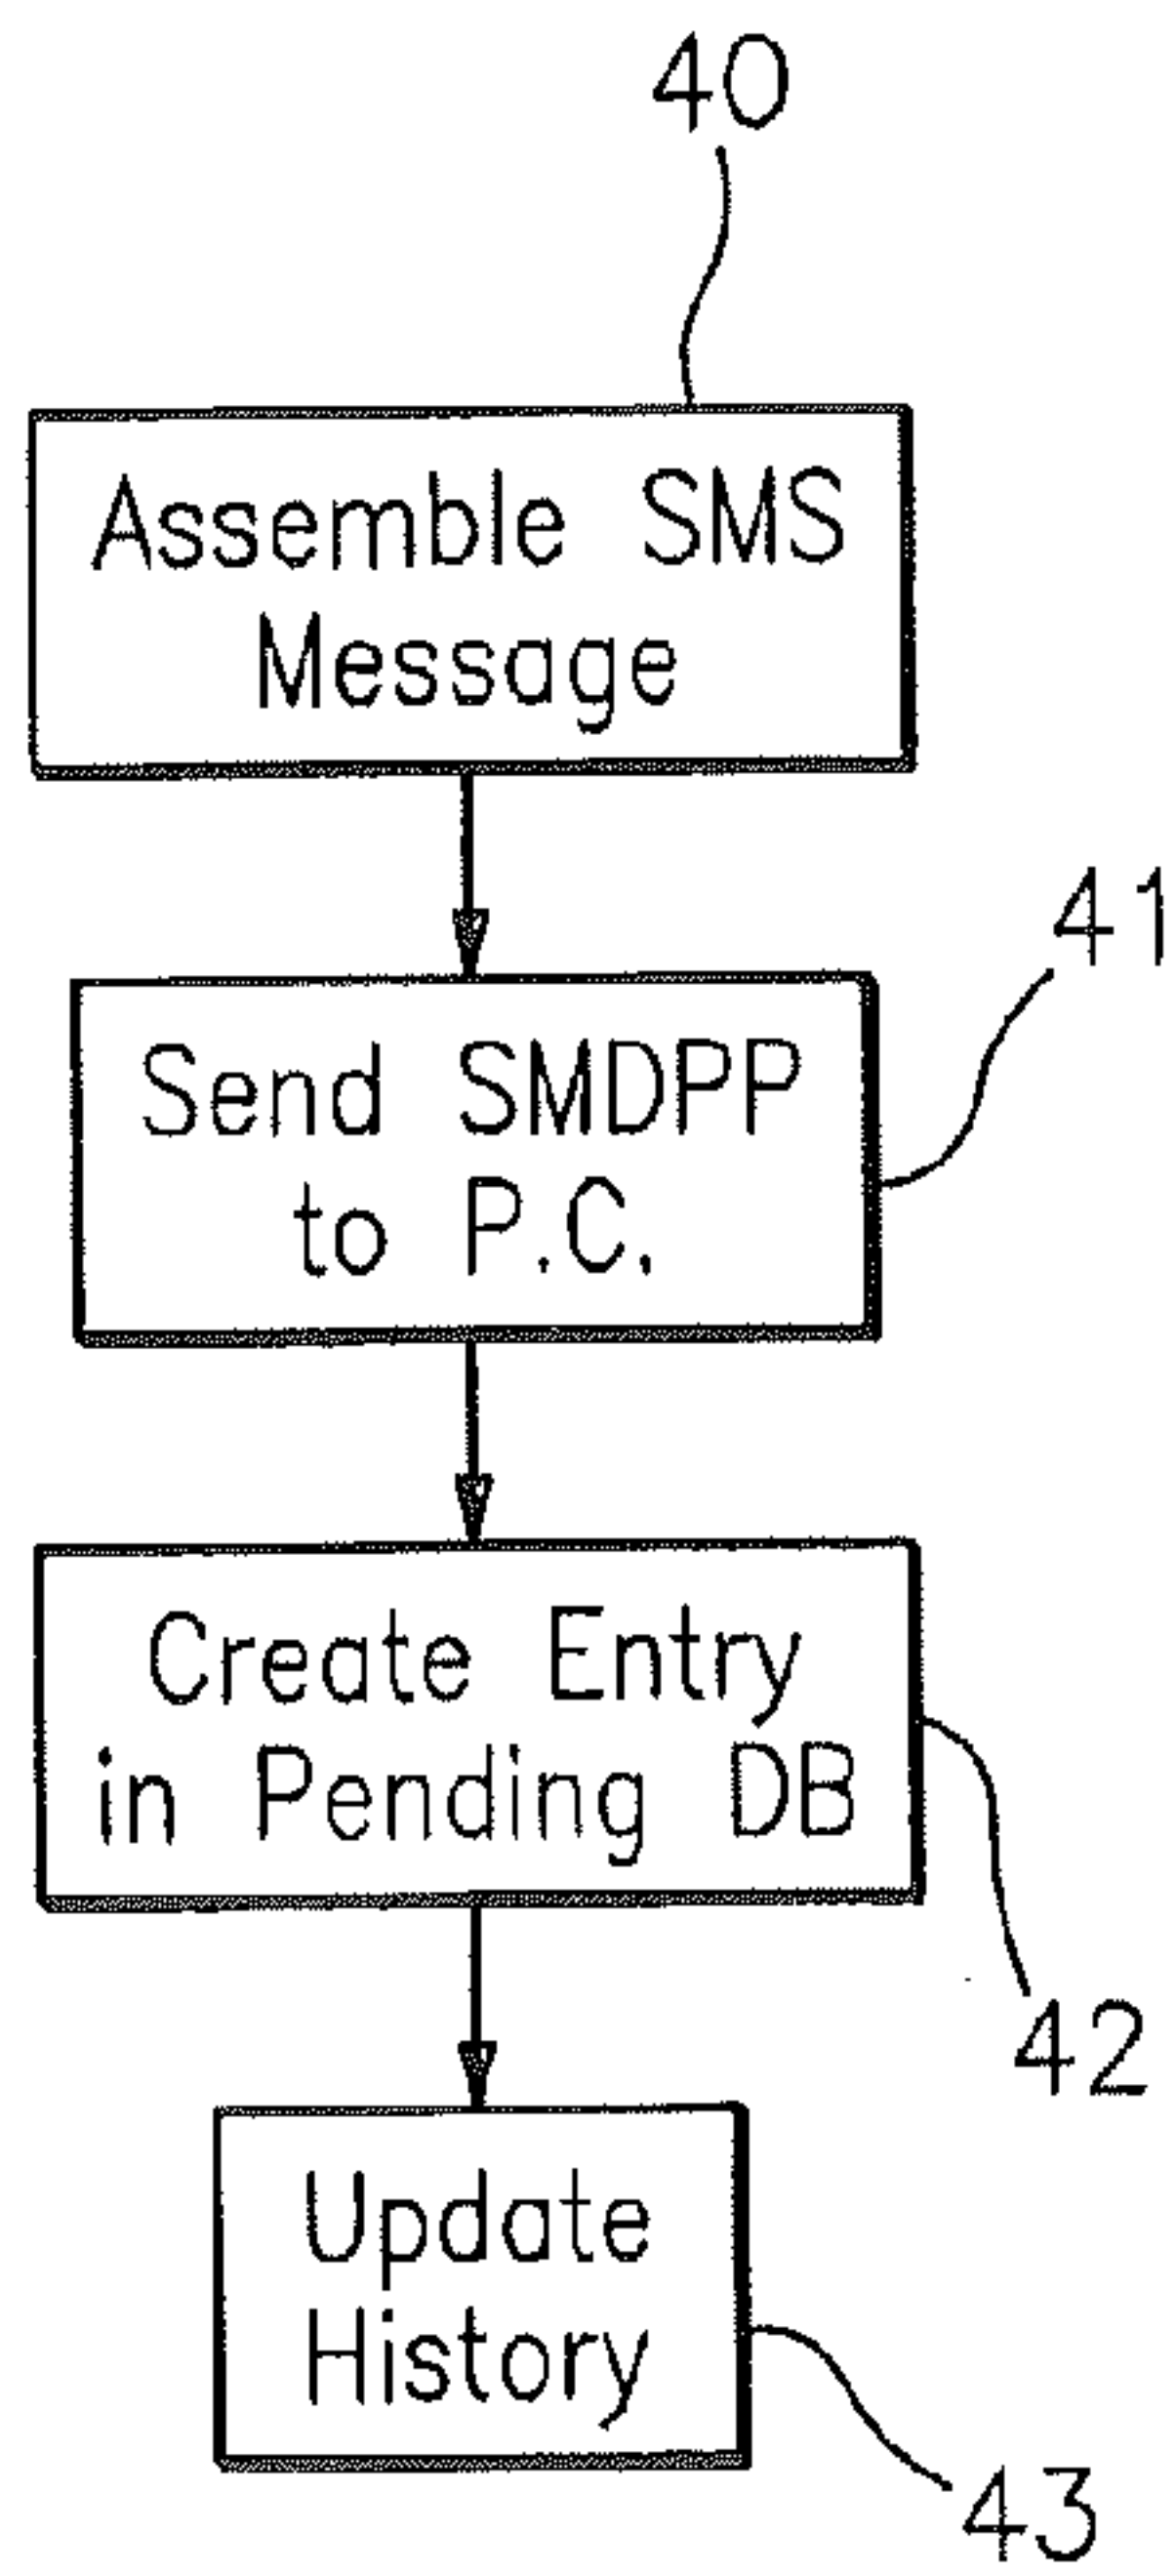 40
Assemble SMS
Message
41
Send SMDPP
to P.C.
Create Entry
in Pending DB
42
Update
History
43